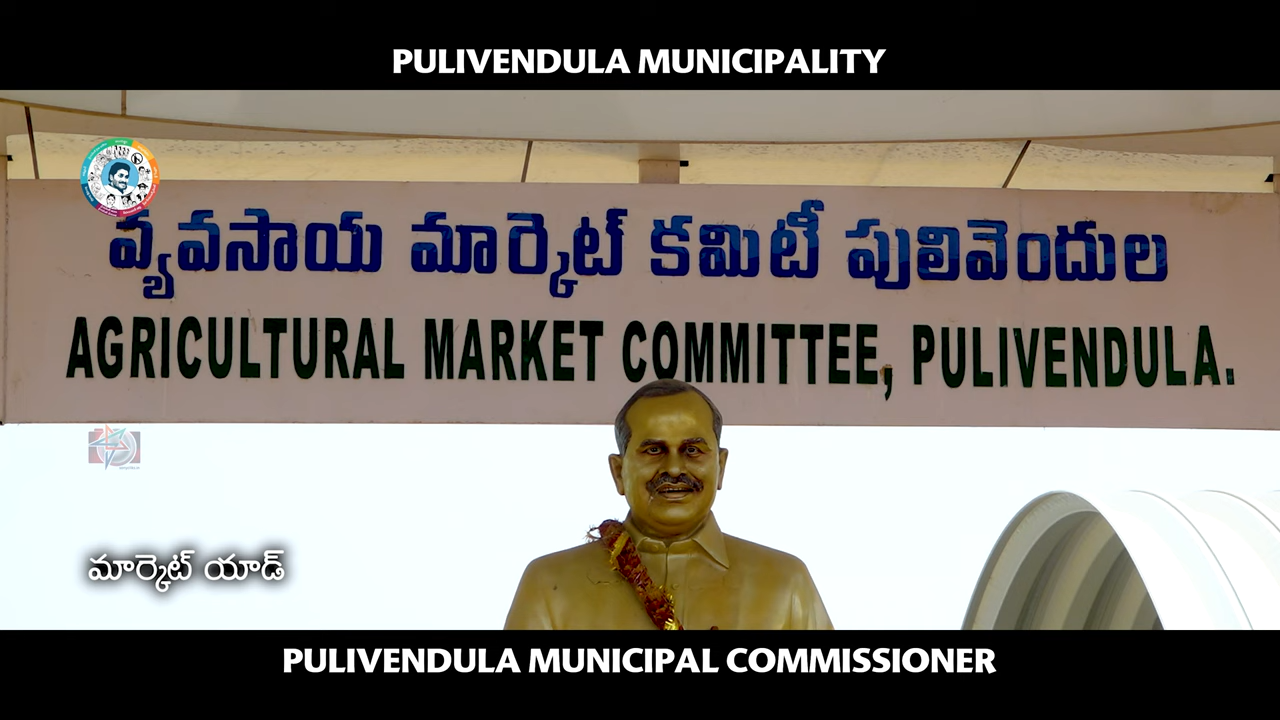 PULIVENDULA MUNICIPALITY
వ్యవసాయ మార్కెట్ కమిటీ పులివెందుల
AGRICULTURAL MARKET COMMITTEE, PULIVENDULA.
మార్కెట్ యాడ్
PULIVENDULA MUNICIPAL COMMISSIONER